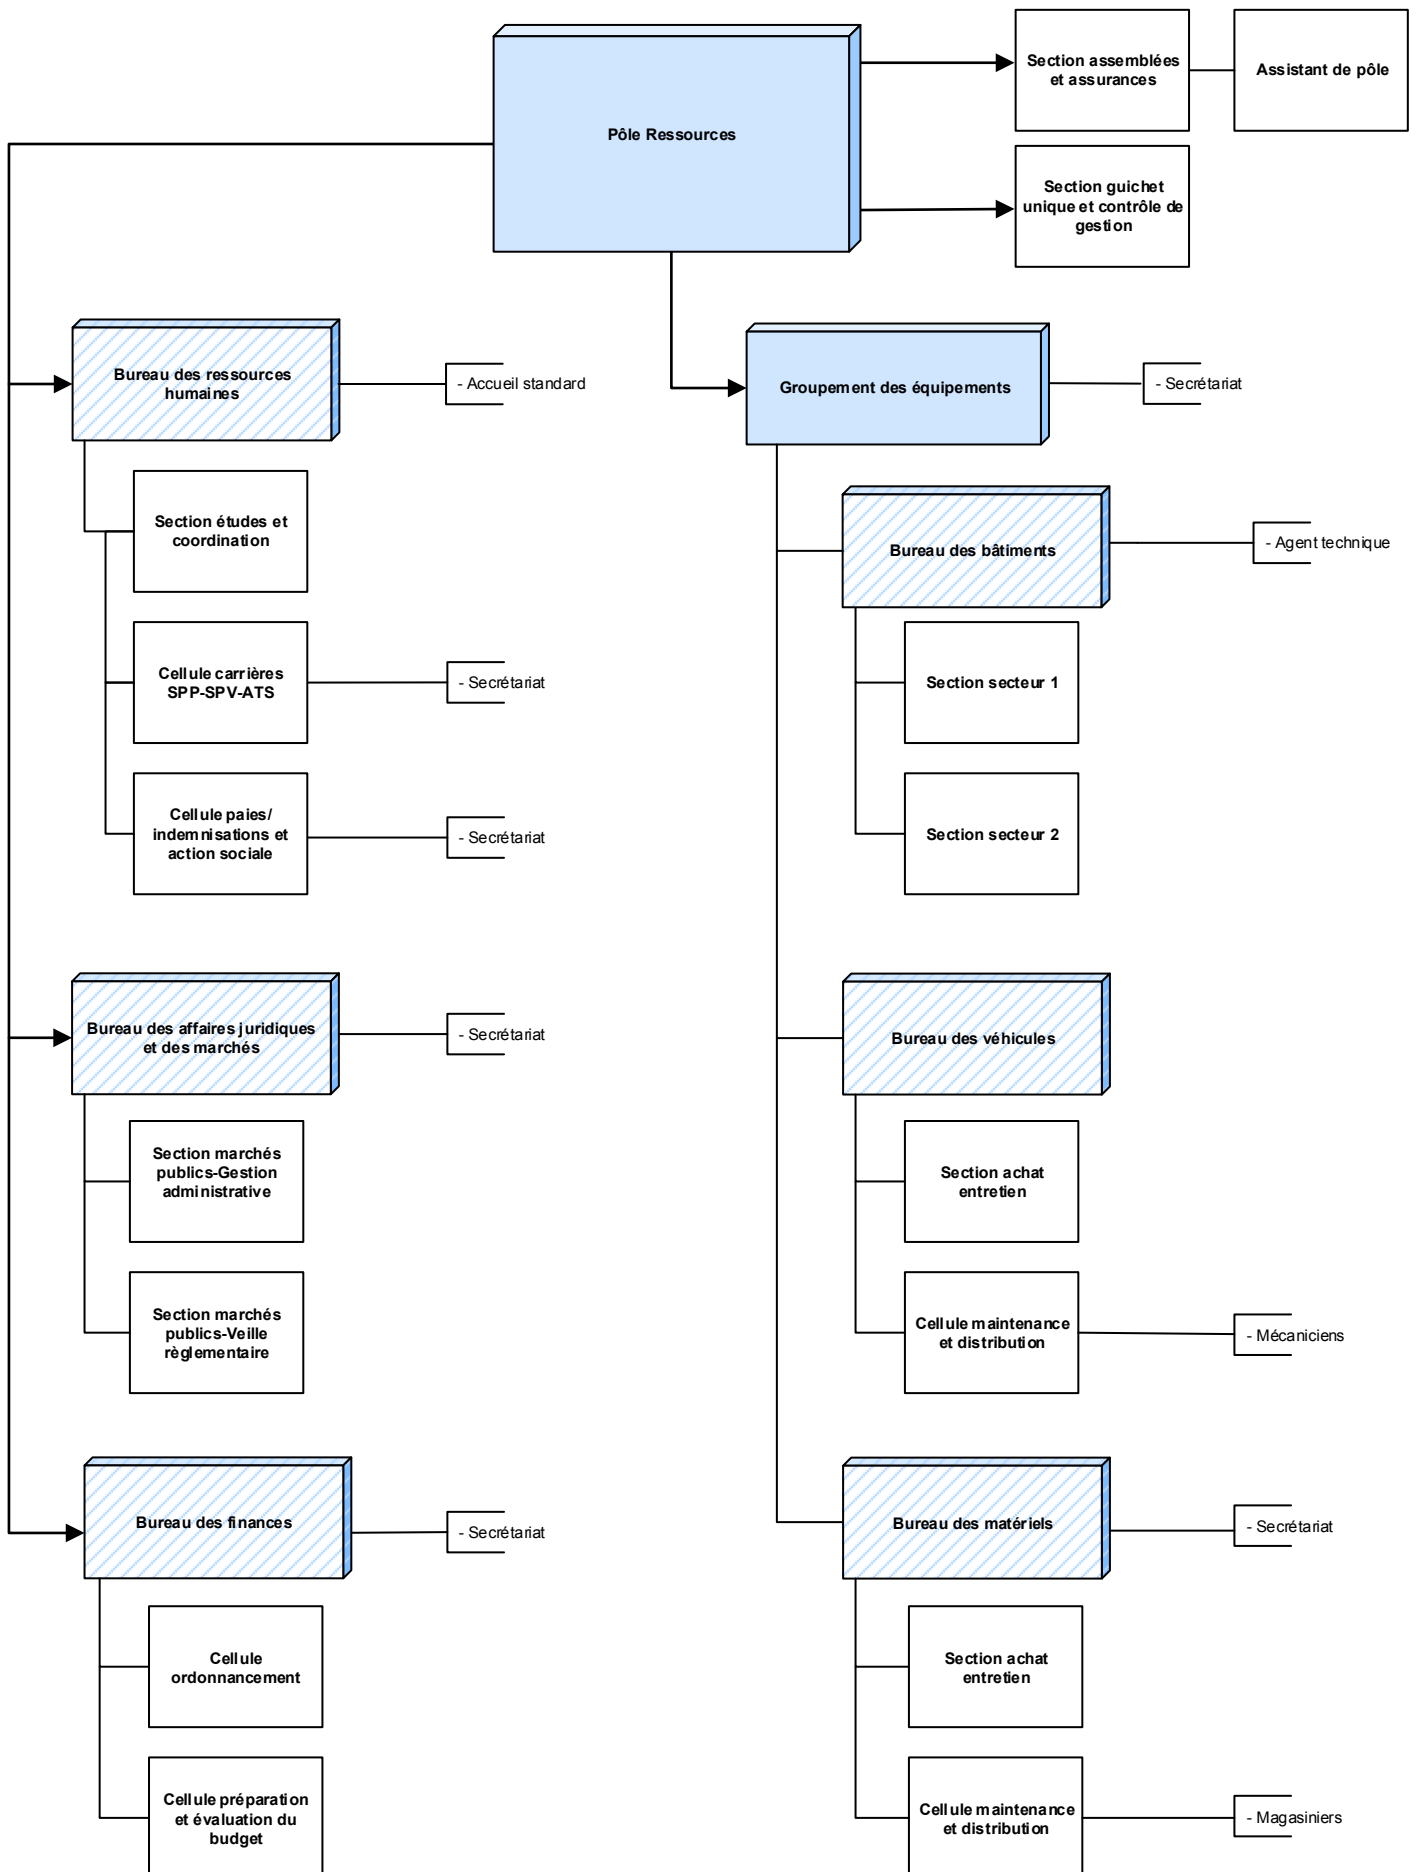 Pôle Ressources
Section assemblées
et assurances
Assistant de pôle
Section guichet
unique et contrôle de
gestion
Bureau des ressources
humaines
- Accueil standard
Section études et
coordination
Cellule carrières
SPP-SPV-ATS
- Secrétariat
Cellule paies/
indemnisations et
action sociale
- Secrétariat
Bureau des affaires juridiques
et des marchés
- Secrétariat
Section marchés
publics-Gestion
administrative
Section marchés
publics-Veille
règlementaire
Bureau des finances
- Secrétariat
Cellule
ordonnancement
Cellule préparation
et évaluation du
budget
Groupement des équipements
- Secrétariat
Bureau des bâtiments
- Agent technique
Section secteur 1
Section secteur 2
Bureau des véhicules
Section achat
entretien
Cellule maintenance
et distribution
- Mécaniciens
Bureau des matériels
- Secrétariat
Section achat
entretien
Cellule maintenance
et distribution
- Magasiniers